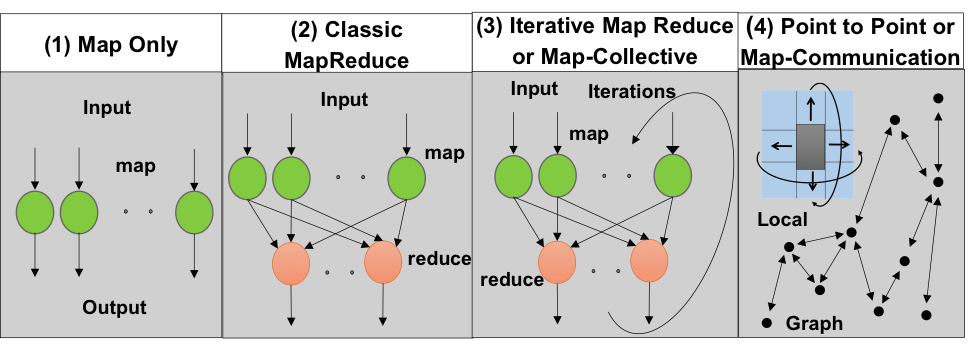 (1) Map Only
Input
map
Output
(2) Classic
MapReduce
Input
map
reduce
(3) Iterative Map Reduce
or Map-Collective
Input
Iterations
map
reduce
(4) Point to Point or
Map-Communication
Local
Graph